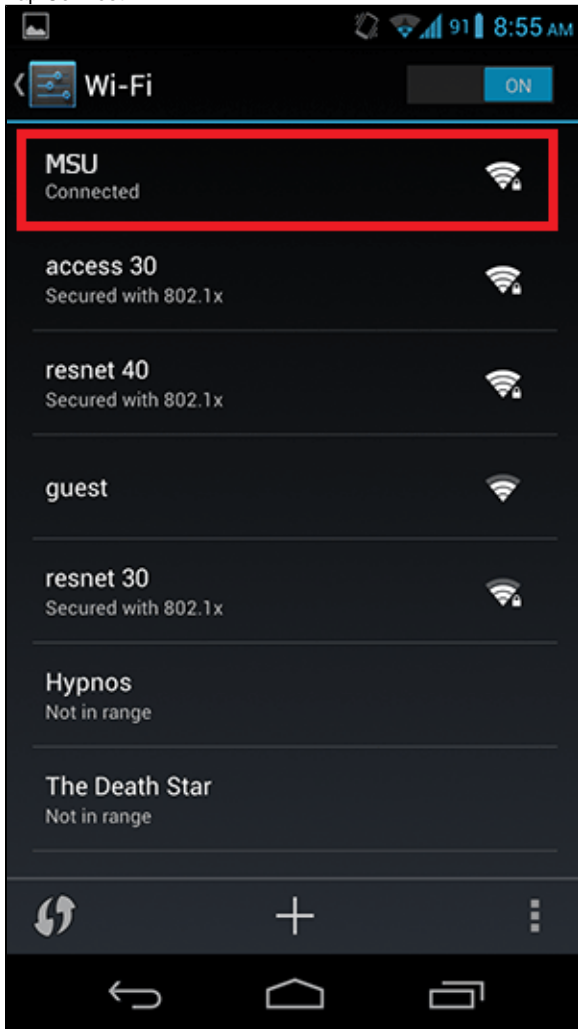 91 8:55 AM
Wi-Fi ON
MSU
Connected
access 30
Secured with 802.1x
resnet 40
Secured with 802.1x
guest
resnet 30
Secured with 802.1x
Hypnos
Not in range
The Death Star
Not in range